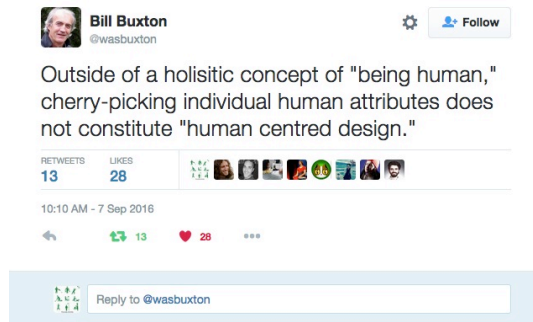 Bill Buxton
@wasbuxton
Follow
Outside of a holisitic concept of "being human,"
cherry-picking individual human attributes does
not constitute "human centred design."
RETWEETS LIKES
13 28
10:10 AM - 7 Sep 2016
13 28
Reply to @wasbuxton